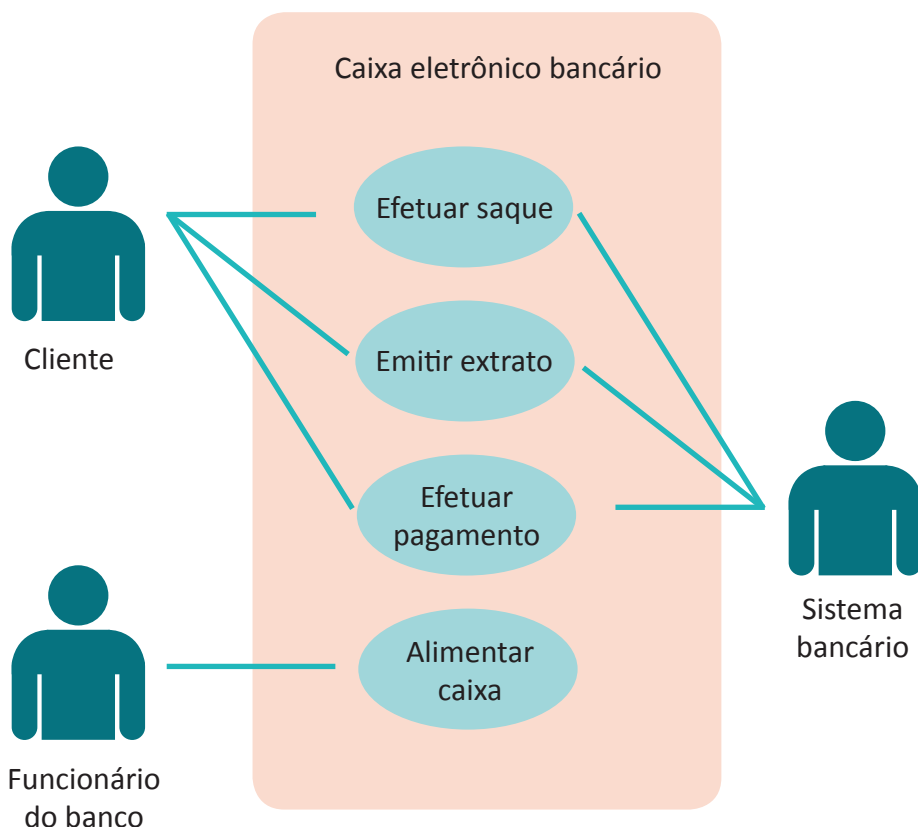 Caixa eletrônico bancário
Efetuar saque
Emitir extrato
Cliente
Efetuar
pagamento
Sistema
bancário
Alimentar
caixa
Funcionário
do banco